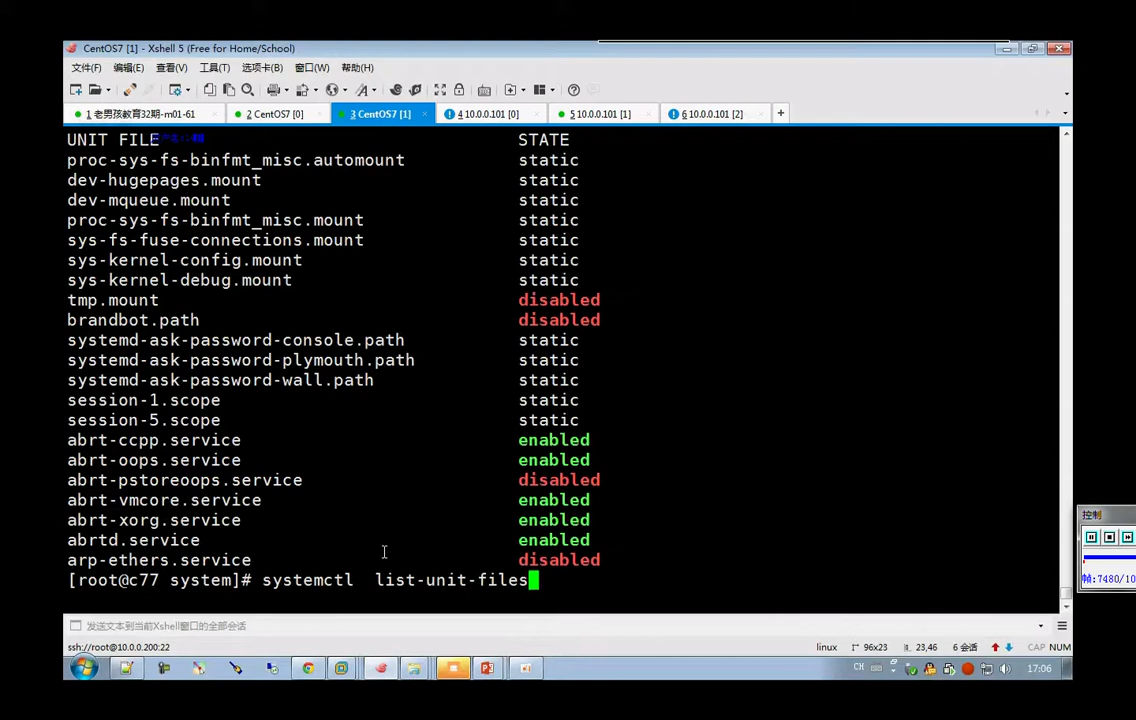 CentOS7 [1] - Xshell 5 (Free for Home/School)
文件(F) 编辑(E) 查看(V) 工具(T) 选项卡(B) 窗口(W) 帮助(H)
1 老男孩教育32期-m01-61 × 2 CentOS7 [0] × 3 CentOS7 [1] × 4 10.0.0.101 [0] × 5 10.0.0.101 [1] × 6 10.0.0.101 [2] × +
UNIT FILE STATE
proc-sys-fs-binfmt_misc.automount static
dev-hugepages.mount static
dev-mqueue.mount static
proc-sys-fs-binfmt_misc.mount static
sys-fs-fuse-connections.mount static
sys-kernel-config.mount static
sys-kernel-debug.mount static
tmp.mount disabled
brandbot.path disabled
systemd-ask-password-console.path static
systemd-ask-password-plymouth.path static
systemd-ask-password-wall.path static
session-1.scope static
session-5.scope static
abrt-ccpp.service enabled
abrt-oops.service enabled
abrt-pstoreoops.service disabled
abrt-vmcore.service enabled
abrt-xorg.service enabled
abrtd.service enabled
arp-ethers.service disabled
[root@c77 system]# systemctl list-unit-files
控制
帧:7480/10
发送文本到当前Xshell窗口的全部会话
ssh://root@10.0.0.200:22 linux 96x23 23,46 6 会话 CAP NUM
CH 17:06